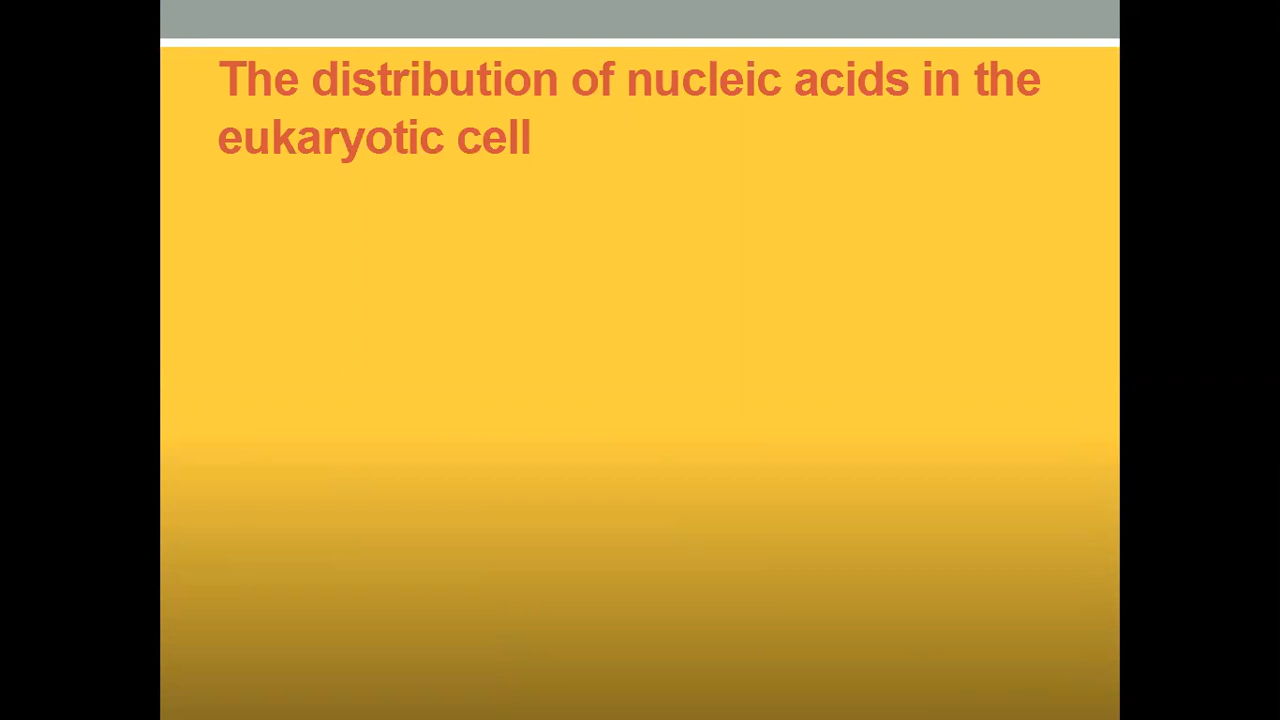 The distribution of nucleic acids in the
eukaryotic cell